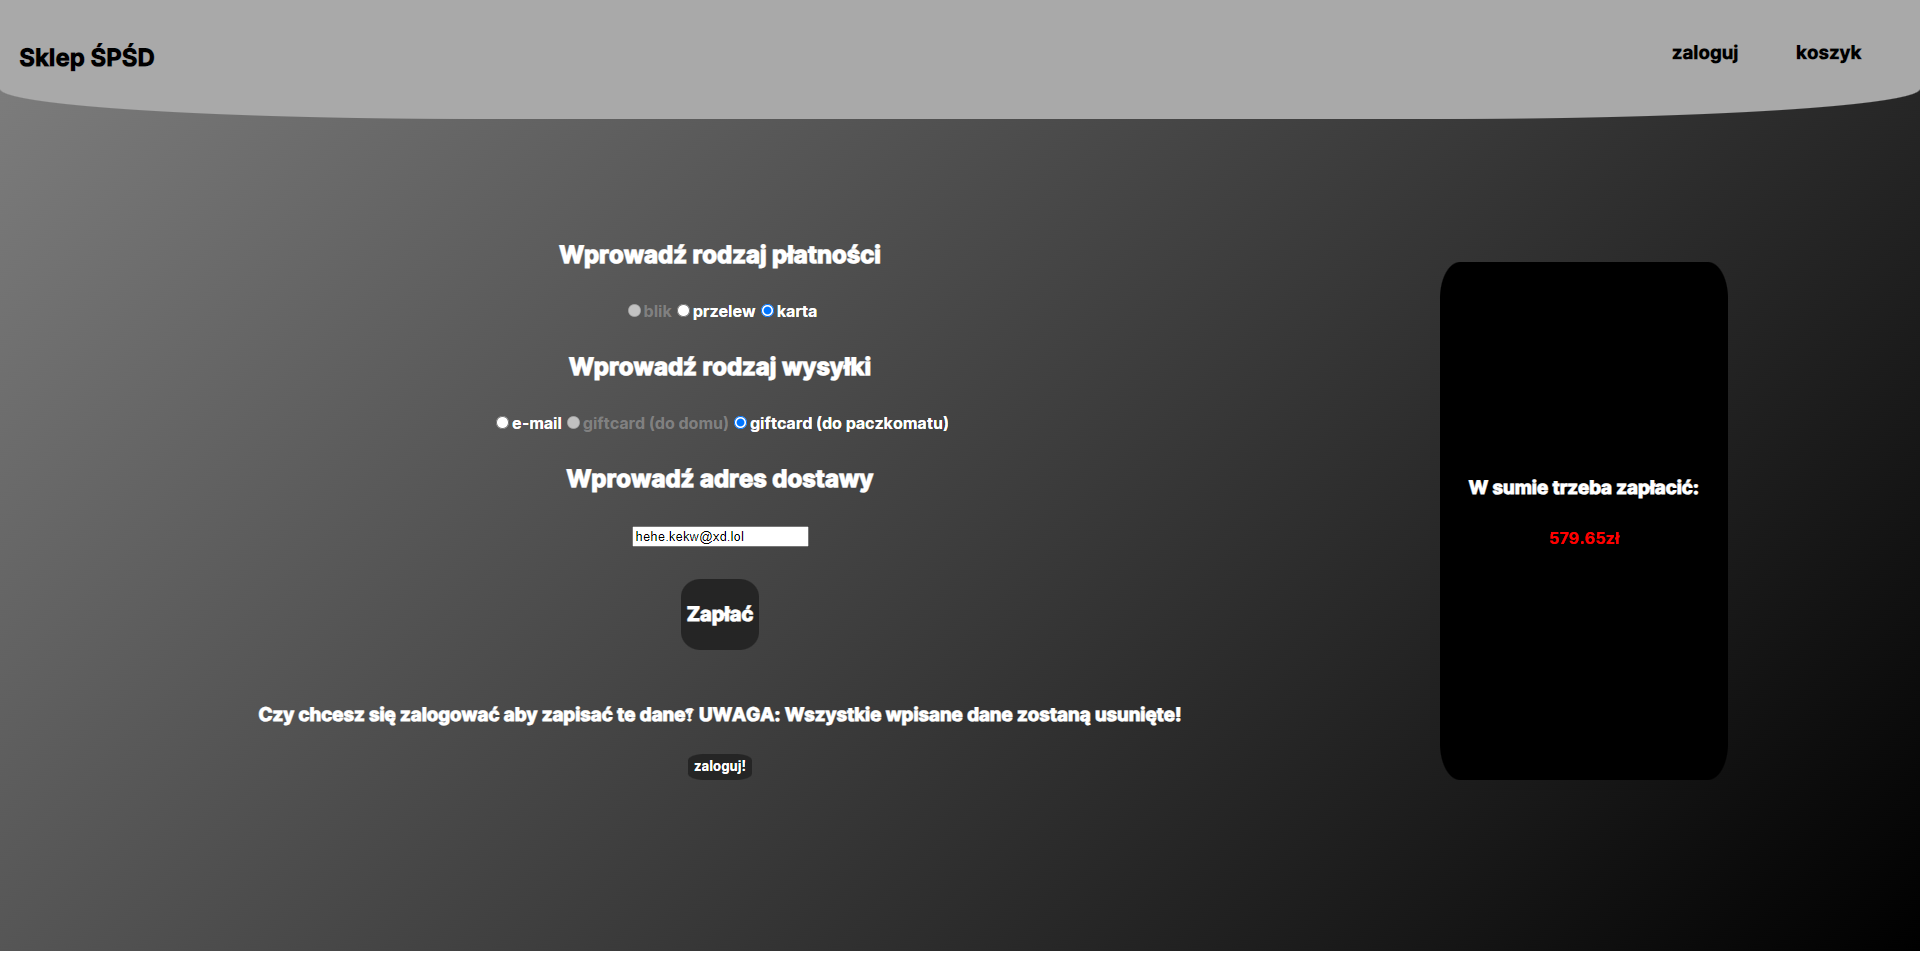 Sklep ŚPŚD
zaloguj koszyk
Wprowadź rodzaj płatności
blik przelew karta
Wprowadź rodzaj wysyłki
e-mail giftcard (do domu) giftcard (do paczkomatu)
Wprowadź adres dostawy
hehe.kekw@xd.lol
Zapłać
Czy chcesz się zalogować aby zapisać te dane? UWAGA: Wszystkie wpisane dane zostaną usunięte!
zaloguj!
W sumie trzeba zapłacić:
579.65zł